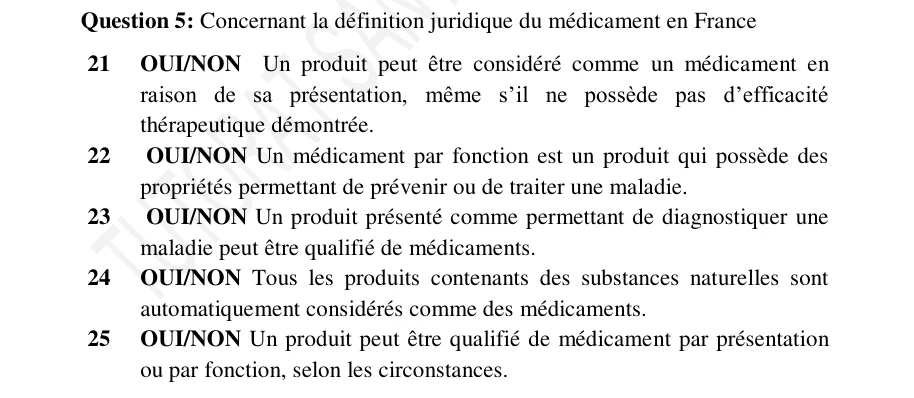 Question 5: Concernant la définition juridique du médicament en France
21 OUI/NON Un produit peut être considéré comme un médicament en
raison de sa présentation, même s'il ne possède pas d'efficacité
thérapeutique démontrée.
22 OUI/NON Un médicament par fonction est un produit qui possède des
propriétés permettant de prévenir ou de traiter une maladie.
23 OUI/NON Un produit présenté comme permettant de diagnostiquer une
maladie peut être qualifié de médicaments.
24 OUI/NON Tous les produits contenants des substances naturelles sont
automatiquement considérés comme des médicaments.
25 OUI/NON Un produit peut être qualifié de médicament par présentation
ou par fonction, selon les circonstances.